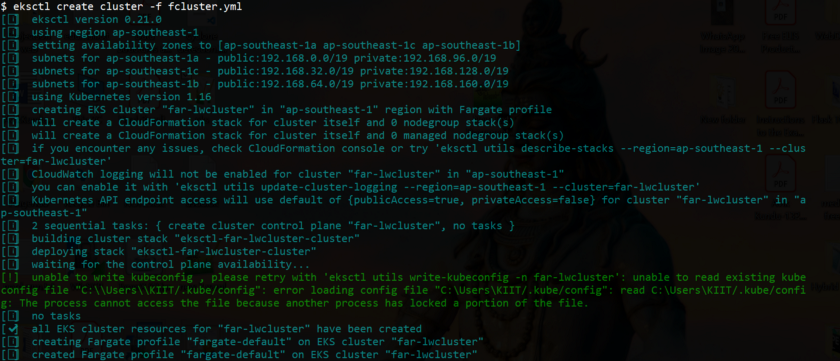 $ eksctl create cluster -f fcluster.yml
[i]  eksctl version 0.21.0
[i]  using region ap-southeast-1
[i]  setting availability zones to [ap-southeast-1a ap-southeast-1c ap-southeast-1b]
[i]  subnets for ap-southeast-1a - public:192.168.0.0/19 private:192.168.96.0/19
[i]  subnets for ap-southeast-1c - public:192.168.32.0/19 private:192.168.128.0/19
[i]  subnets for ap-southeast-1b - public:192.168.64.0/19 private:192.168.160.0/19
[i]  using Kubernetes version 1.16
[i]  creating EKS cluster "far-lwcluster" in "ap-southeast-1" region with Fargate profile
[i]  will create a CloudFormation stack for cluster itself and 0 nodegroup stack(s)
[i]  will create a CloudFormation stack for cluster itself and 0 managed nodegroup stack(s)
[i]  if you encounter any issues, check CloudFormation console or try 'eksctl utils describe-stacks --region=ap-southeast-1 --clus
ter=far-lwcluster'
[i]  CloudWatch logging will not be enabled for cluster "far-lwcluster" in "ap-southeast-1"
[i]  you can enable it with 'eksctl utils update-cluster-logging --region=ap-southeast-1 --cluster=far-lwcluster'
[i]  Kubernetes API endpoint access will use default of {publicAccess=true, privateAccess=false} for cluster "far-lwcluster" in "a
p-southeast-1"
[i]  2 sequential tasks: { create cluster control plane "far-lwcluster", no tasks }
[i]  building cluster stack "eksctl-far-lwcluster-cluster"
[i]  deploying stack "eksctl-far-lwcluster-cluster"
[i]  waiting for the control plane availability...
[!]  unable to write kubeconfig , please retry with 'eksctl utils write-kubeconfig -n far-lwcluster': unable to read existing kube
config file "C:\\Users\\KIIT/.kube/config": error loading config file "C:\Users\KIIT/.kube/config": read C:\Users\KIIT/.kube/confi
g: The process cannot access the file because another process has locked a portion of the file.
[i]  no tasks
[✔]  all EKS cluster resources for "far-lwcluster" have been created
[i]  creating Fargate profile "fargate-default" on EKS cluster "far-lwcluster"
[i]  created Fargate profile "fargate-default" on EKS cluster "far-lwcluster"